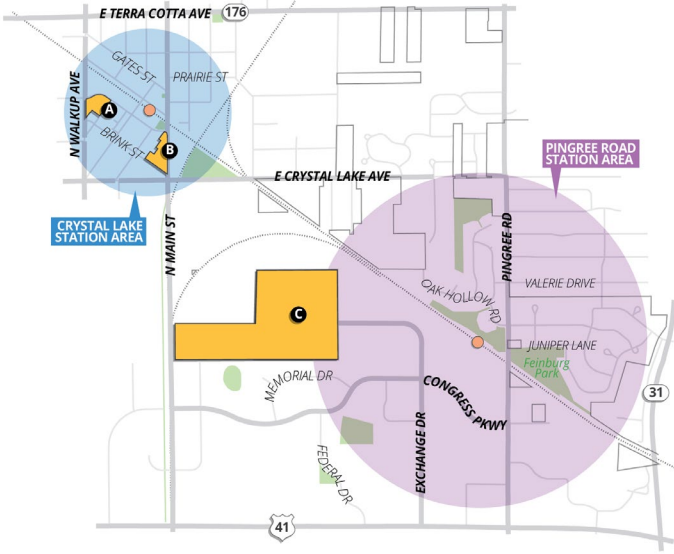 E TERRA COTTA AVE
176
GATES ST
PRAIRIE ST
N WALKUP AVE
A
BRINK ST
B
E CRYSTAL LAKE AVE
PINGREE ROAD
STATION AREA
CRYSTAL LAKE
STATION AREA
N MAIN ST
PINGREE RD
OAK HOLLOW RD
VALERIE DRIVE
C
JUNIPER LANE
Feinburg
Park
MEMORIAL DR
CONGRESS PKWY
31
EXCHANGE DR
FEDERAL DR
41